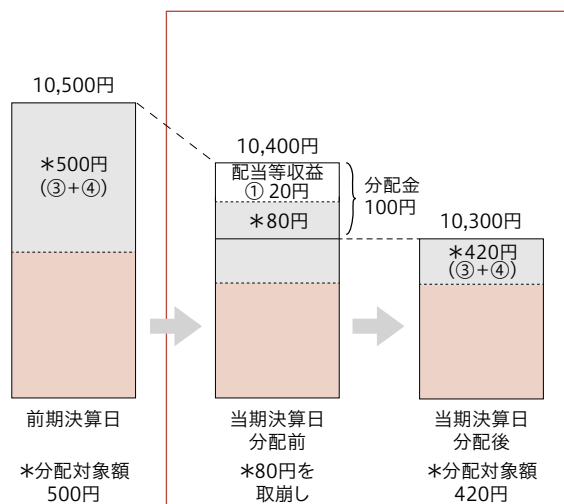 10,500円
＊500円
(③+④)
前期決算日
＊分配対象額
500円
10,400円
配当等収益
① 20円
＊80円
分配金
100円
当期決算日
分配前
＊80円を
取崩し
10,300円
＊420円
(③+④)
当期決算日
分配後
＊分配対象額
420円